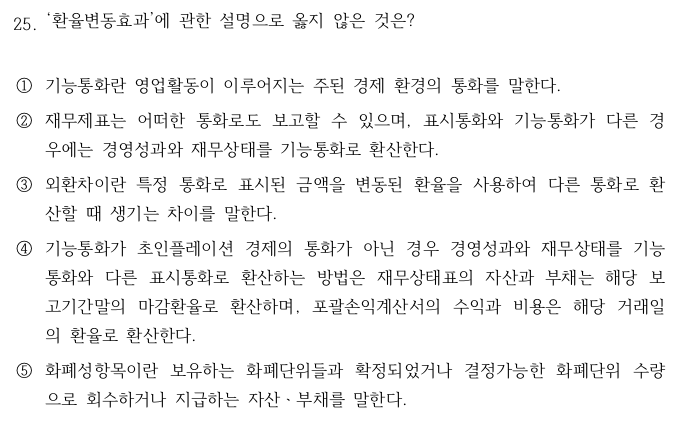 25. ‘환율변동효과’에 관한 설명으로 옳지 않은 것은?
① 기능통화란 영업활동이 이루어지는 주된 경제 환경의 통화를 말한다.
② 재무제표는 어떠한 통화로도 보고할 수 있으며, 표시통화와 기능통화가 다른 경
우에는 경영성과와 재무상태를 기능통화로 환산한다.
③ 외환차이란 특정 통화로 표시된 금액을 변동된 환율을 사용하여 다른 통화로 환
산할 때 생기는 차이를 말한다.
④ 기능통화가 초인플레이션 경제의 통화가 아닌 경우 경영성과와 재무상태를 기능
통화와 다른 표시통화로 환산하는 방법은 재무상태표의 자산과 부채는 해당 보
고기간말의 마감환율로 환산하며, 포괄손익계산서의 수익과 비용은 해당 거래일
의 환율로 환산한다.
⑤ 화폐성항목이란 보유하는 화폐단위들과 확정되었거나 결정가능한 화폐단위 수량
으로 회수하거나 지급하는 자산ㆍ부채를 말한다.